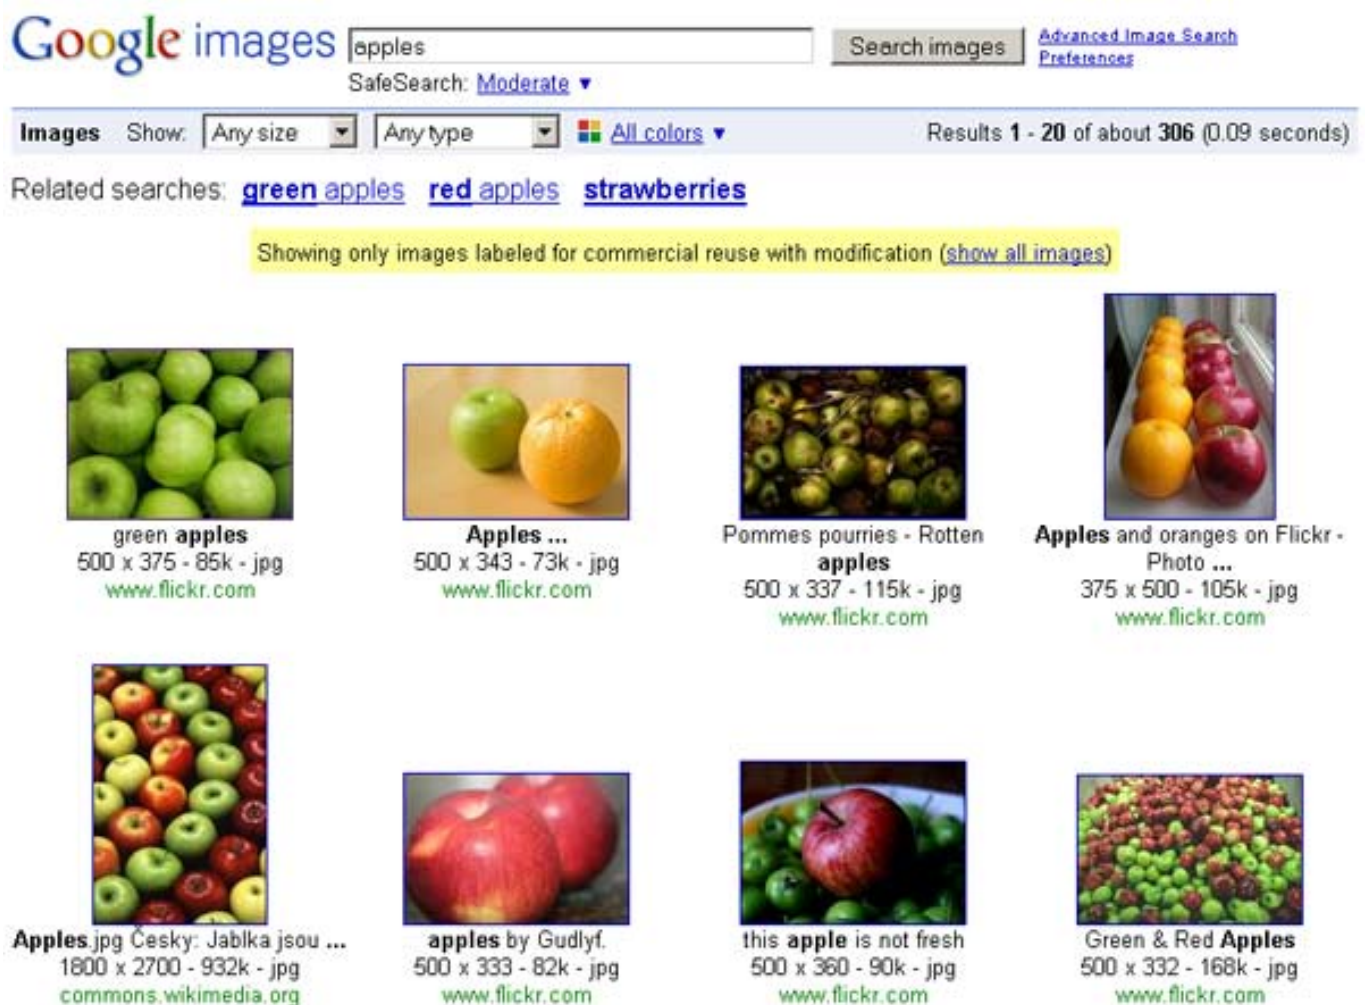 Google images apples Search images Advanced Image Search
Preferences
SafeSearch: Moderate ▼
Images Show: Any size Any type All colors ▼ Results 1 - 20 of about 306 (0.09 seconds)
Related searches: green apples red apples strawberries
Showing only images labeled for commercial reuse with modification (show all images)
green apples
500 x 375 - 85k - jpg
www.flickr.com
Apples ...
500 x 343 - 73k - jpg
www.flickr.com
Pommes pourries - Rotten
apples
500 x 337 - 115k - jpg
www.flickr.com
Apples and oranges on Flickr -
Photo ...
375 x 500 - 105k - jpg
www.flickr.com
Apples.jpg Česky: Jablka jsou ...
1800 x 2700 - 932k - jpg
commons.wikimedia.org
apples by Gudlyf.
500 x 333 - 82k - jpg
www.flickr.com
this apple is not fresh
500 x 360 - 90k - jpg
www.flickr.com
Green & Red Apples
500 x 332 - 168k - jpg
www.flickr.com